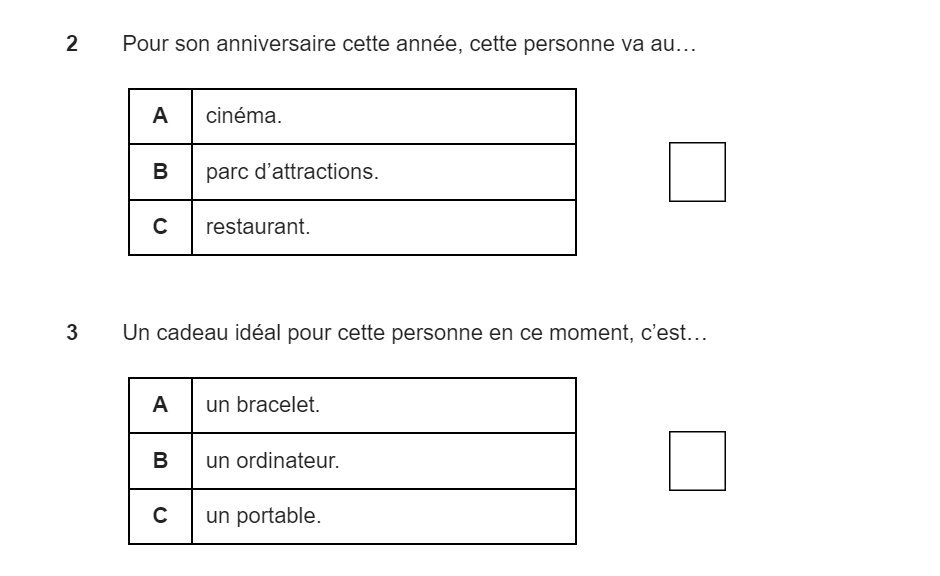 2 Pour son anniversaire cette année, cette personne va au…
A cinéma.
B parc d’attractions.
C restaurant.
3 Un cadeau idéal pour cette personne en ce moment, c’est…
A un bracelet.
B un ordinateur.
C un portable.